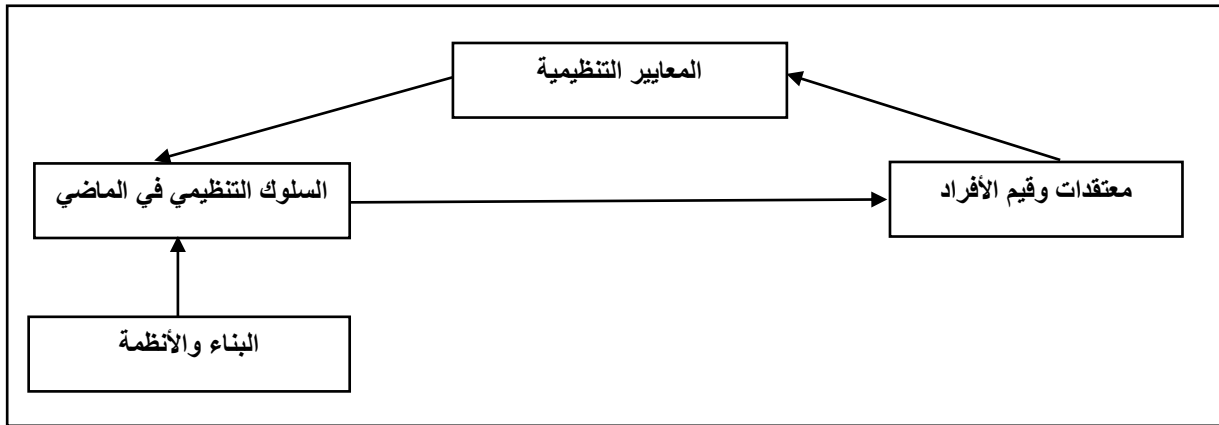 المعايير التنظيمية
السلوك التنظيمي في الماضي
معتقدات وقيم الأفراد
البناء والأنظمة